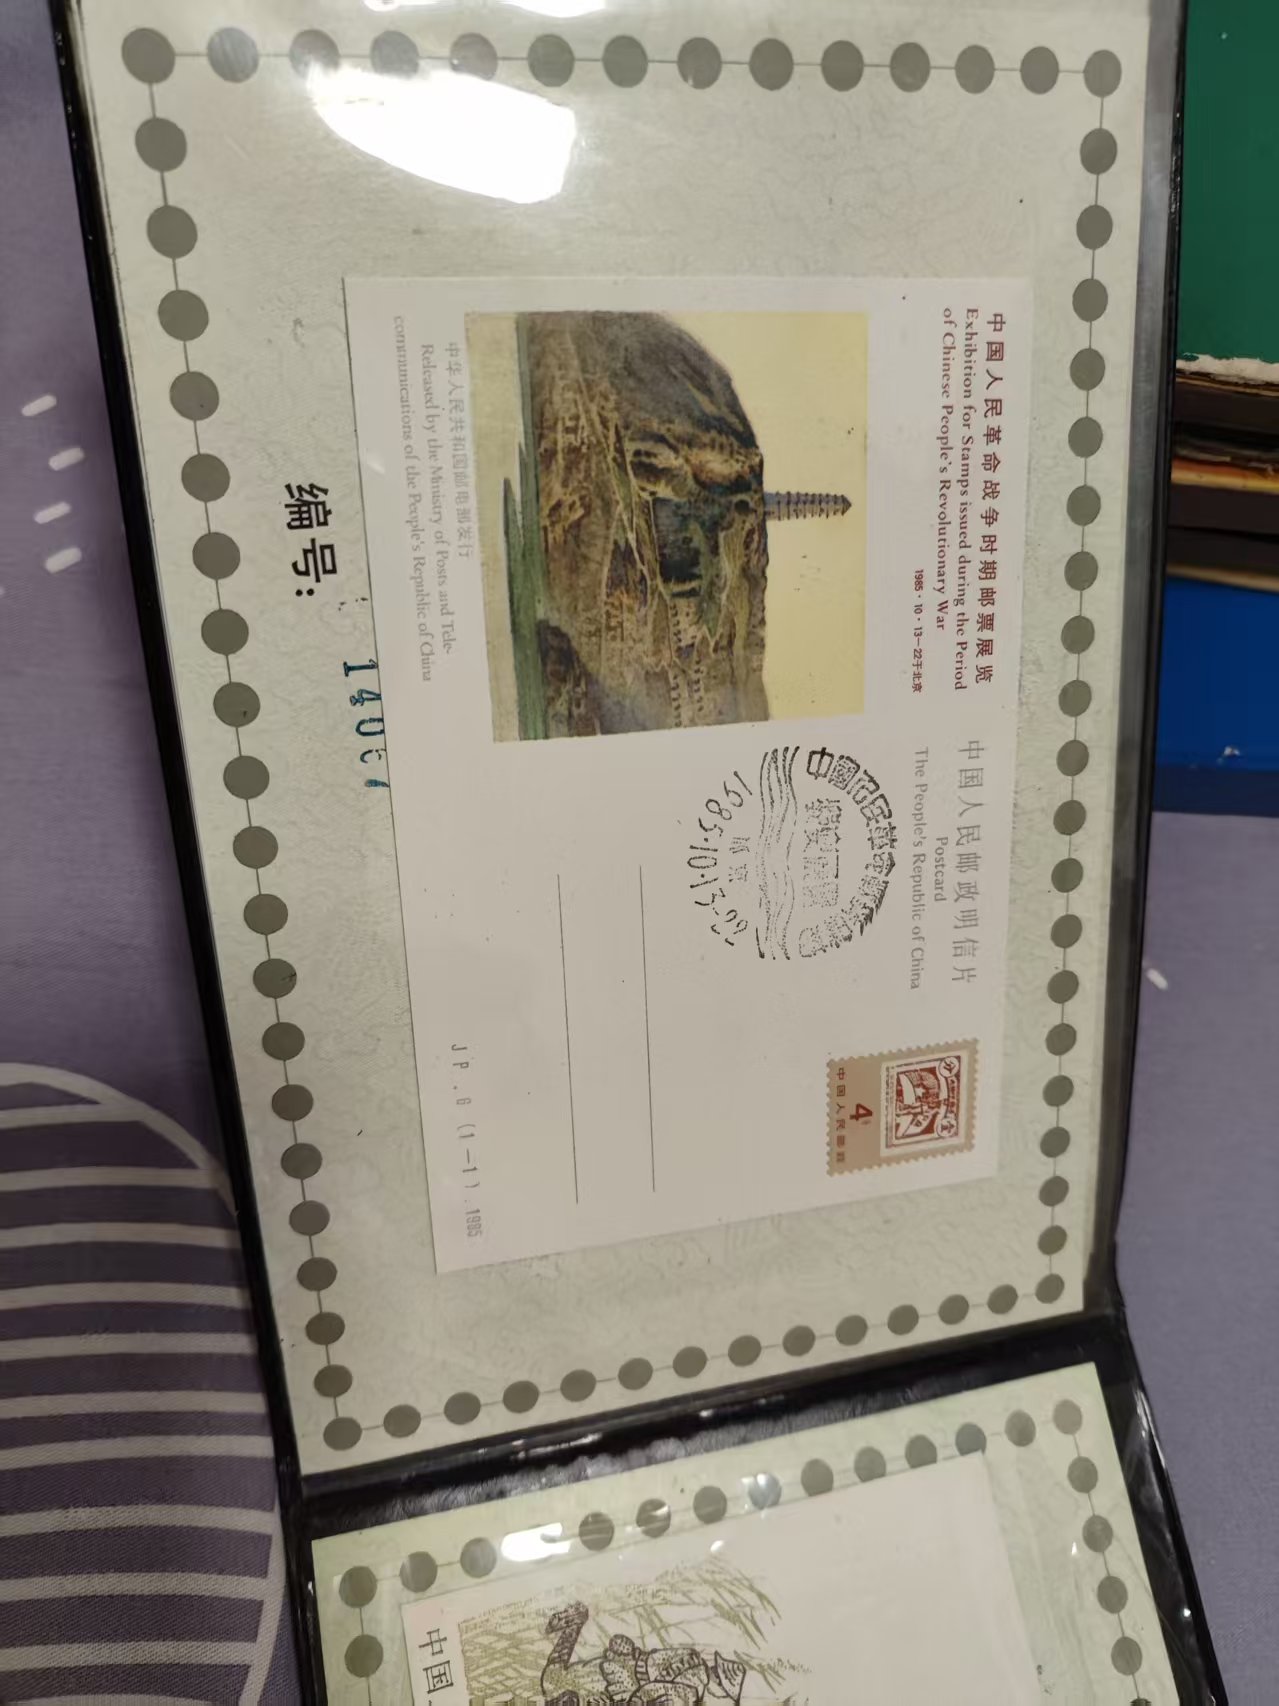 中国人民革命战争时期邮票展览
Exhibition for Stamps issued during the Period
of Chinese People's Revolutionary War
1985·10·13—22于北京
中国人民邮政明信片
Postcard
The People's Republic of China
4
中国人民邮政
1985.10.13-22
北京
中华人民共和国邮电部发行
Released by the Ministry of Posts and Tele-
communications of the People's Republic of China
JP.6(1-1).1985
编号:
中国